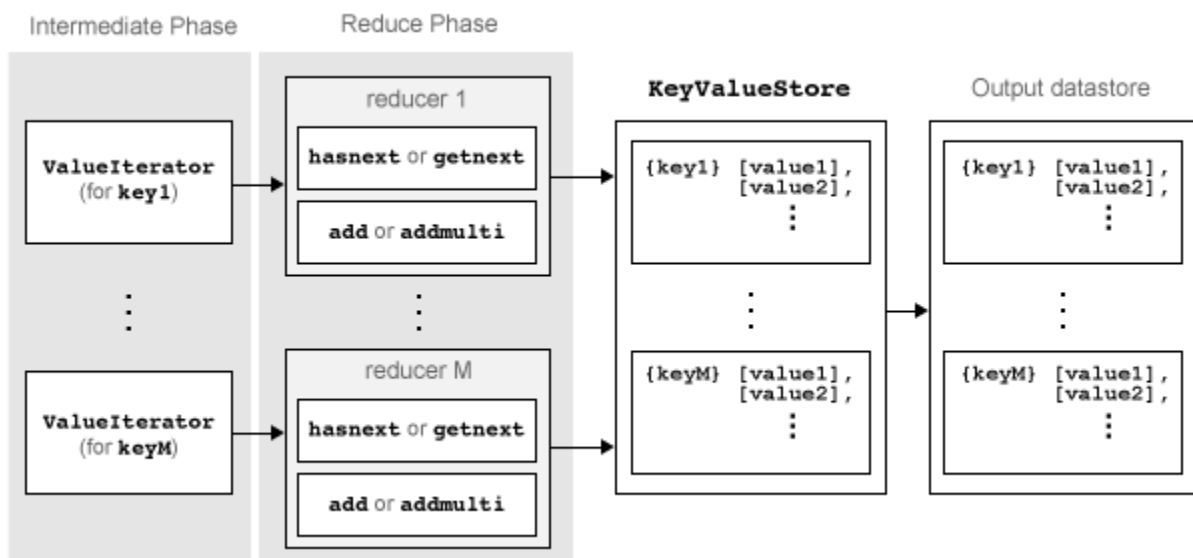 Intermediate Phase
Reduce Phase
KeyValueStore
Output datastore
ValueIterator
(for key1)
reducer 1
hasnext or getnext
add or addmulti
{key1} [value1],
[value2],
⋮
{key1} [value1],
[value2],
⋮
⋮
⋮
⋮
⋮
ValueIterator
(for keyM)
reducer M
hasnext or getnext
add or addmulti
{keyM} [value1],
[value2],
⋮
{keyM} [value1],
[value2],
⋮